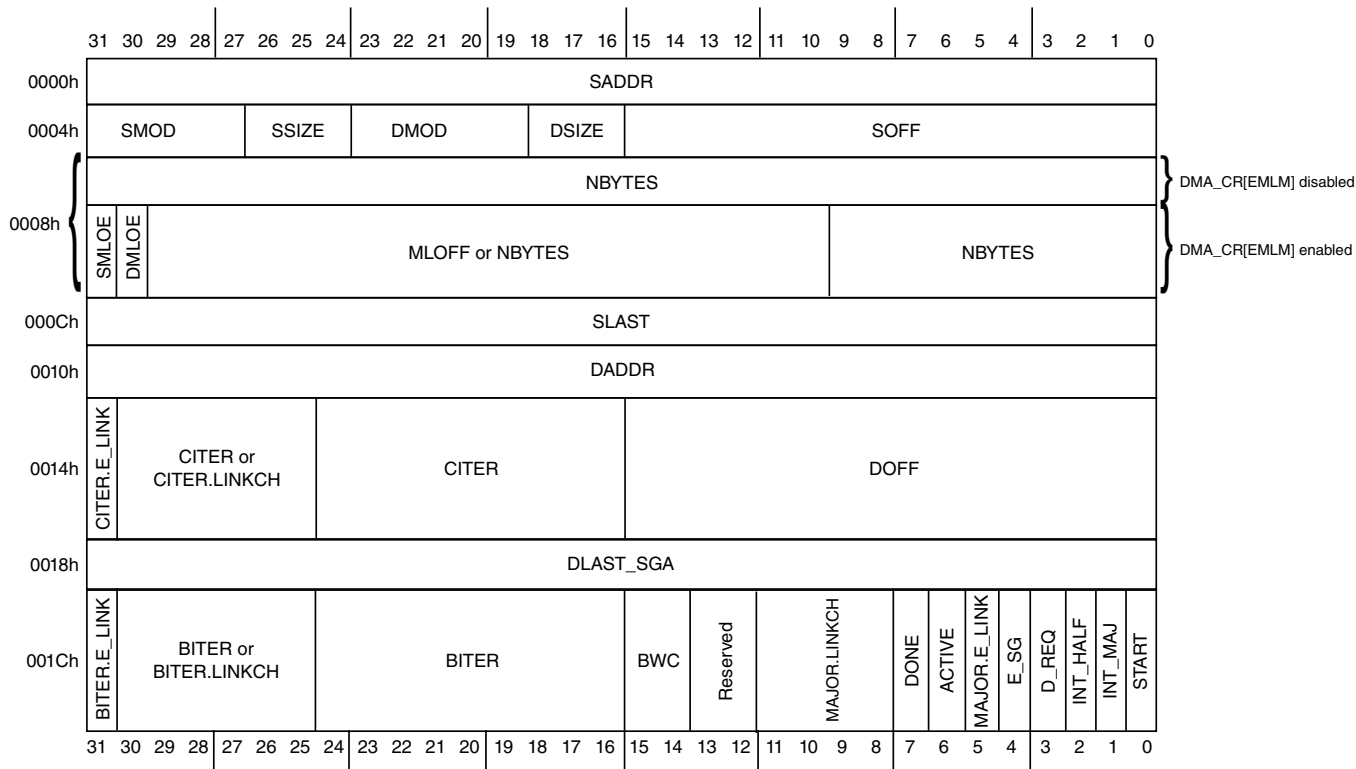 31 30 29 28 27 26 25 24 23 22 21 20 19 18 17 16 15 14 13 12 11 10 9 8 7 6 5 4 3 2 1 0
0000h SADDR
0004h SMOD SSIZE DMOD DSIZE SOFF
NBYTES DMA_CR[EMLM] disabled
0008h
SMLOE DMLOE MLOFF or NBYTES NBYTES DMA_CR[EMLM] enabled
000Ch SLAST
0010h DADDR
0014h CITER.E_LINK CITER or
CITER.LINKCH CITER DOFF
0018h DLAST_SGA
001Ch BITER.E_LINK BITER or
BITER.LINKCH BITER BWC Reserved MAJOR.LINKCH DONE ACTIVE MAJOR.E_LINK E_SG D_REQ INT_HALF INT_MAJ START
31 30 29 28 27 26 25 24 23 22 21 20 19 18 17 16 15 14 13 12 11 10 9 8 7 6 5 4 3 2 1 0